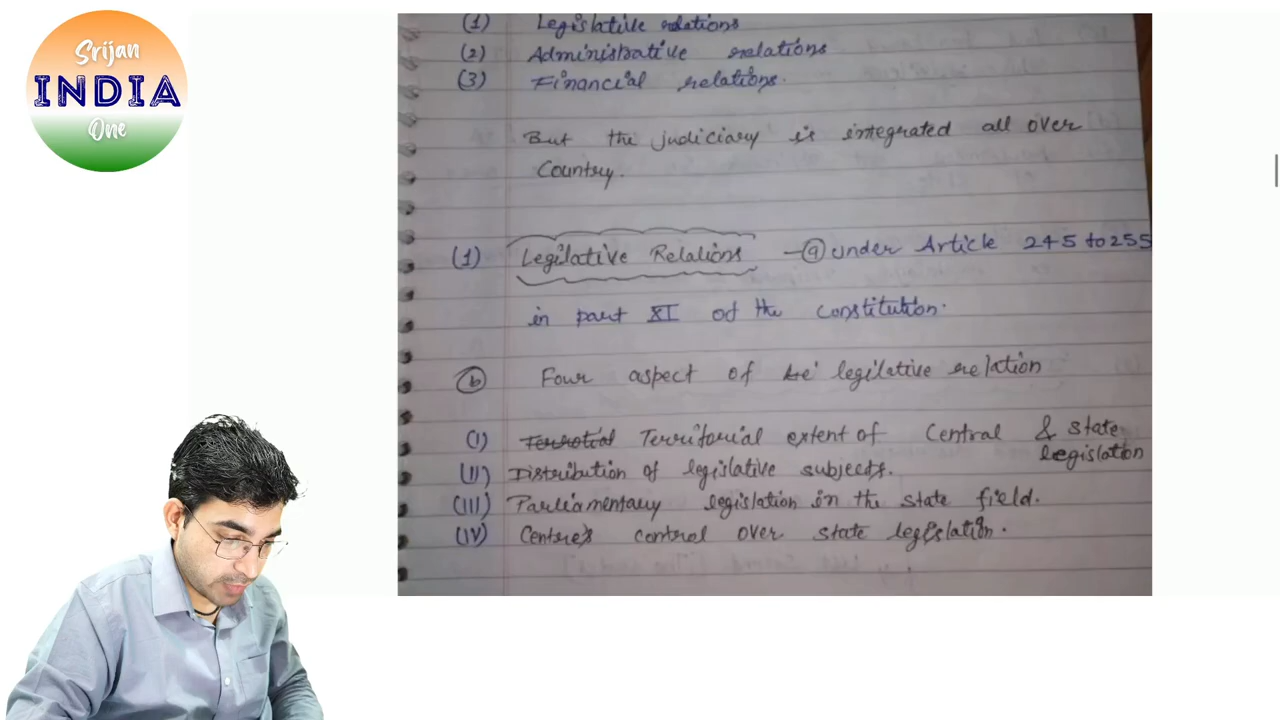 Srijan
INDIA
One
(1) Legislative relations
(2) Administrative relations
(3) Financial relations.
But the judiciary is integrated all over
Country.
(1) Legilative Relations - (a) under Article 245 to 255
in part XI of the constitution.
(b) Four aspect of legilative relation
(I) Territorial extent of Central & state
legislation
(II) Distribution of legislative subjects.
(III) Parliamentary legislation in the state field.
(IV) Centre's control over state legislation.